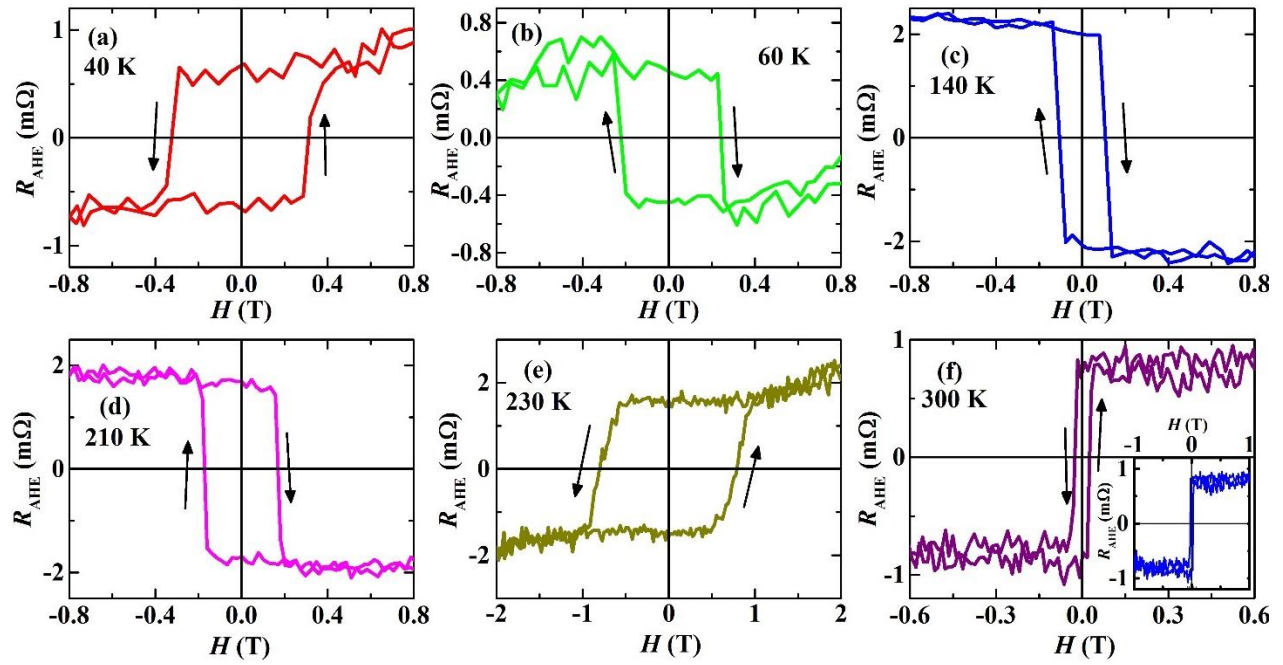 (a)
40 K
1
0
-1
R_AHE (mΩ)
-0.8 -0.4 0.0 0.4 0.8
H (T)
(b)
60 K
0.8
0.4
0.0
-0.4
-0.8
R_AHE (mΩ)
-0.8 -0.4 0.0 0.4 0.8
H (T)
(c)
140 K
2
0
-2
R_AHE (mΩ)
-0.8 -0.4 0.0 0.4 0.8
H (T)
(d)
210 K
2
0
-2
R_AHE (mΩ)
-0.8 -0.4 0.0 0.4 0.8
H (T)
(e)
230 K
2
0
-2
R_AHE (mΩ)
-2 -1 0 1 2
H (T)
(f)
300 K
1
0
-1
R_AHE (mΩ)
-0.6 -0.3 0.0 0.3 0.6
H (T)
H (T)
-1 0 1
1
0
-1
R_AHE (mΩ)